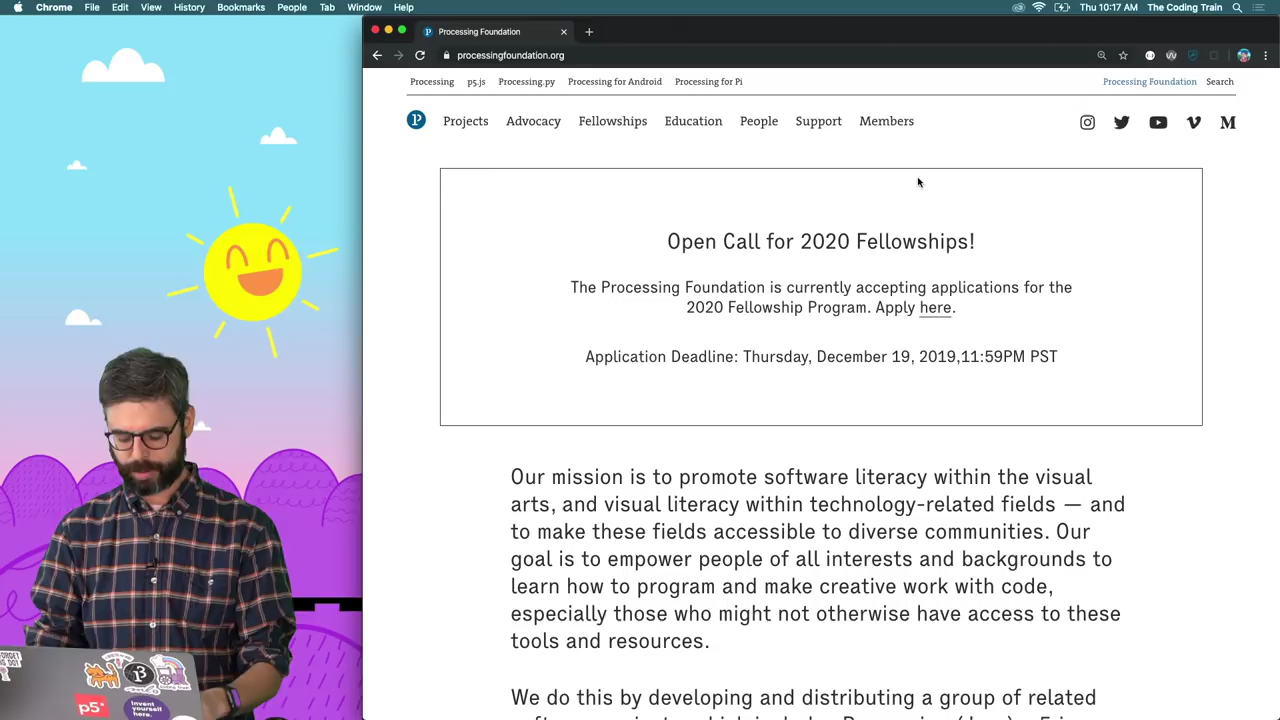 Chrome File Edit View History Bookmarks People Tab Window Help Thu 10:17 AM The Coding Train
Processing Foundation
processingfoundation.org
Processing p5.js Processing.py Processing for Android Processing for Pi Processing Foundation Search
Projects Advocacy Fellowships Education People Support Members
Open Call for 2020 Fellowships!
The Processing Foundation is currently accepting applications for the
2020 Fellowship Program. Apply here.
Application Deadline: Thursday, December 19, 2019,11:59PM PST
Our mission is to promote software literacy within the visual
arts, and visual literacy within technology-related fields — and
to make these fields accessible to diverse communities. Our
goal is to empower people of all interests and backgrounds to
learn how to program and make creative work with code,
especially those who might not otherwise have access to these
tools and resources.
We do this by developing and distributing a group of related
p5*
Invent
yourself
here.